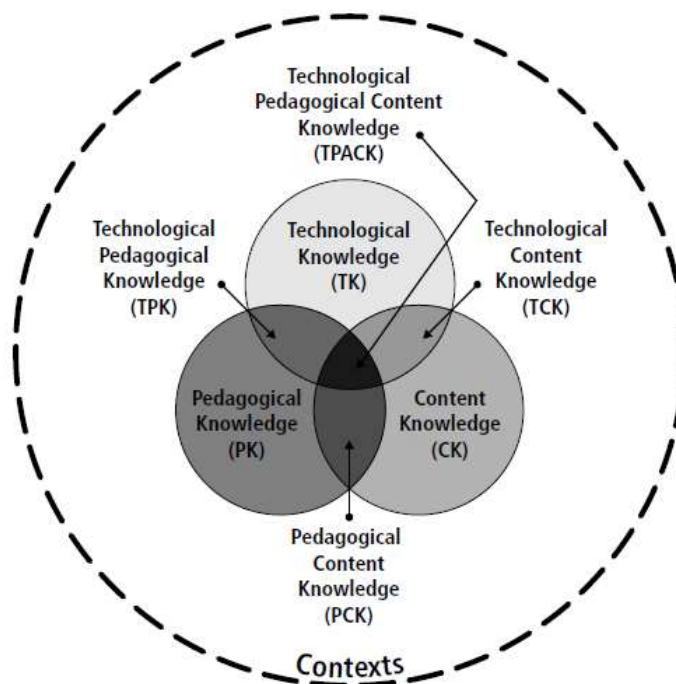 Technological
Pedagogical Content
Knowledge
(TPACK)
Technological
Pedagogical
Knowledge
(TPK)
Technological
Knowledge
(TK)
Technological
Content
Knowledge
(TCK)
Pedagogical
Knowledge
(PK)
Content
Knowledge
(CK)
Pedagogical
Content
Knowledge
(PCK)
Contexts